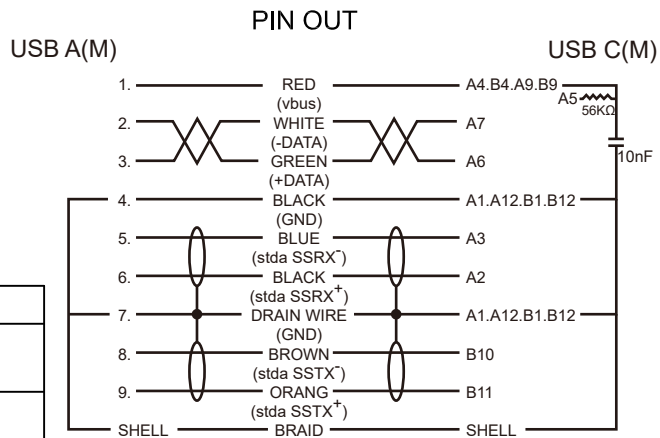 PIN OUT
USB A(M) USB C(M)
1. RED A4.B4.A9.B9
(vbus) A5 56KΩ
2. WHITE A7
(-DATA)
3. GREEN A6 10nF
(+DATA)
4. BLACK A1.A12.B1.B12
(GND)
5. BLUE A3
(stda SSRX-)
6. BLACK A2
(stda SSRX+)
7. DRAIN WIRE A1.A12.B1.B12
(GND)
8. BROWN B10
(stda SSTX-)
9. ORANG B11
(stda SSTX+)
SHELL BRAID SHELL